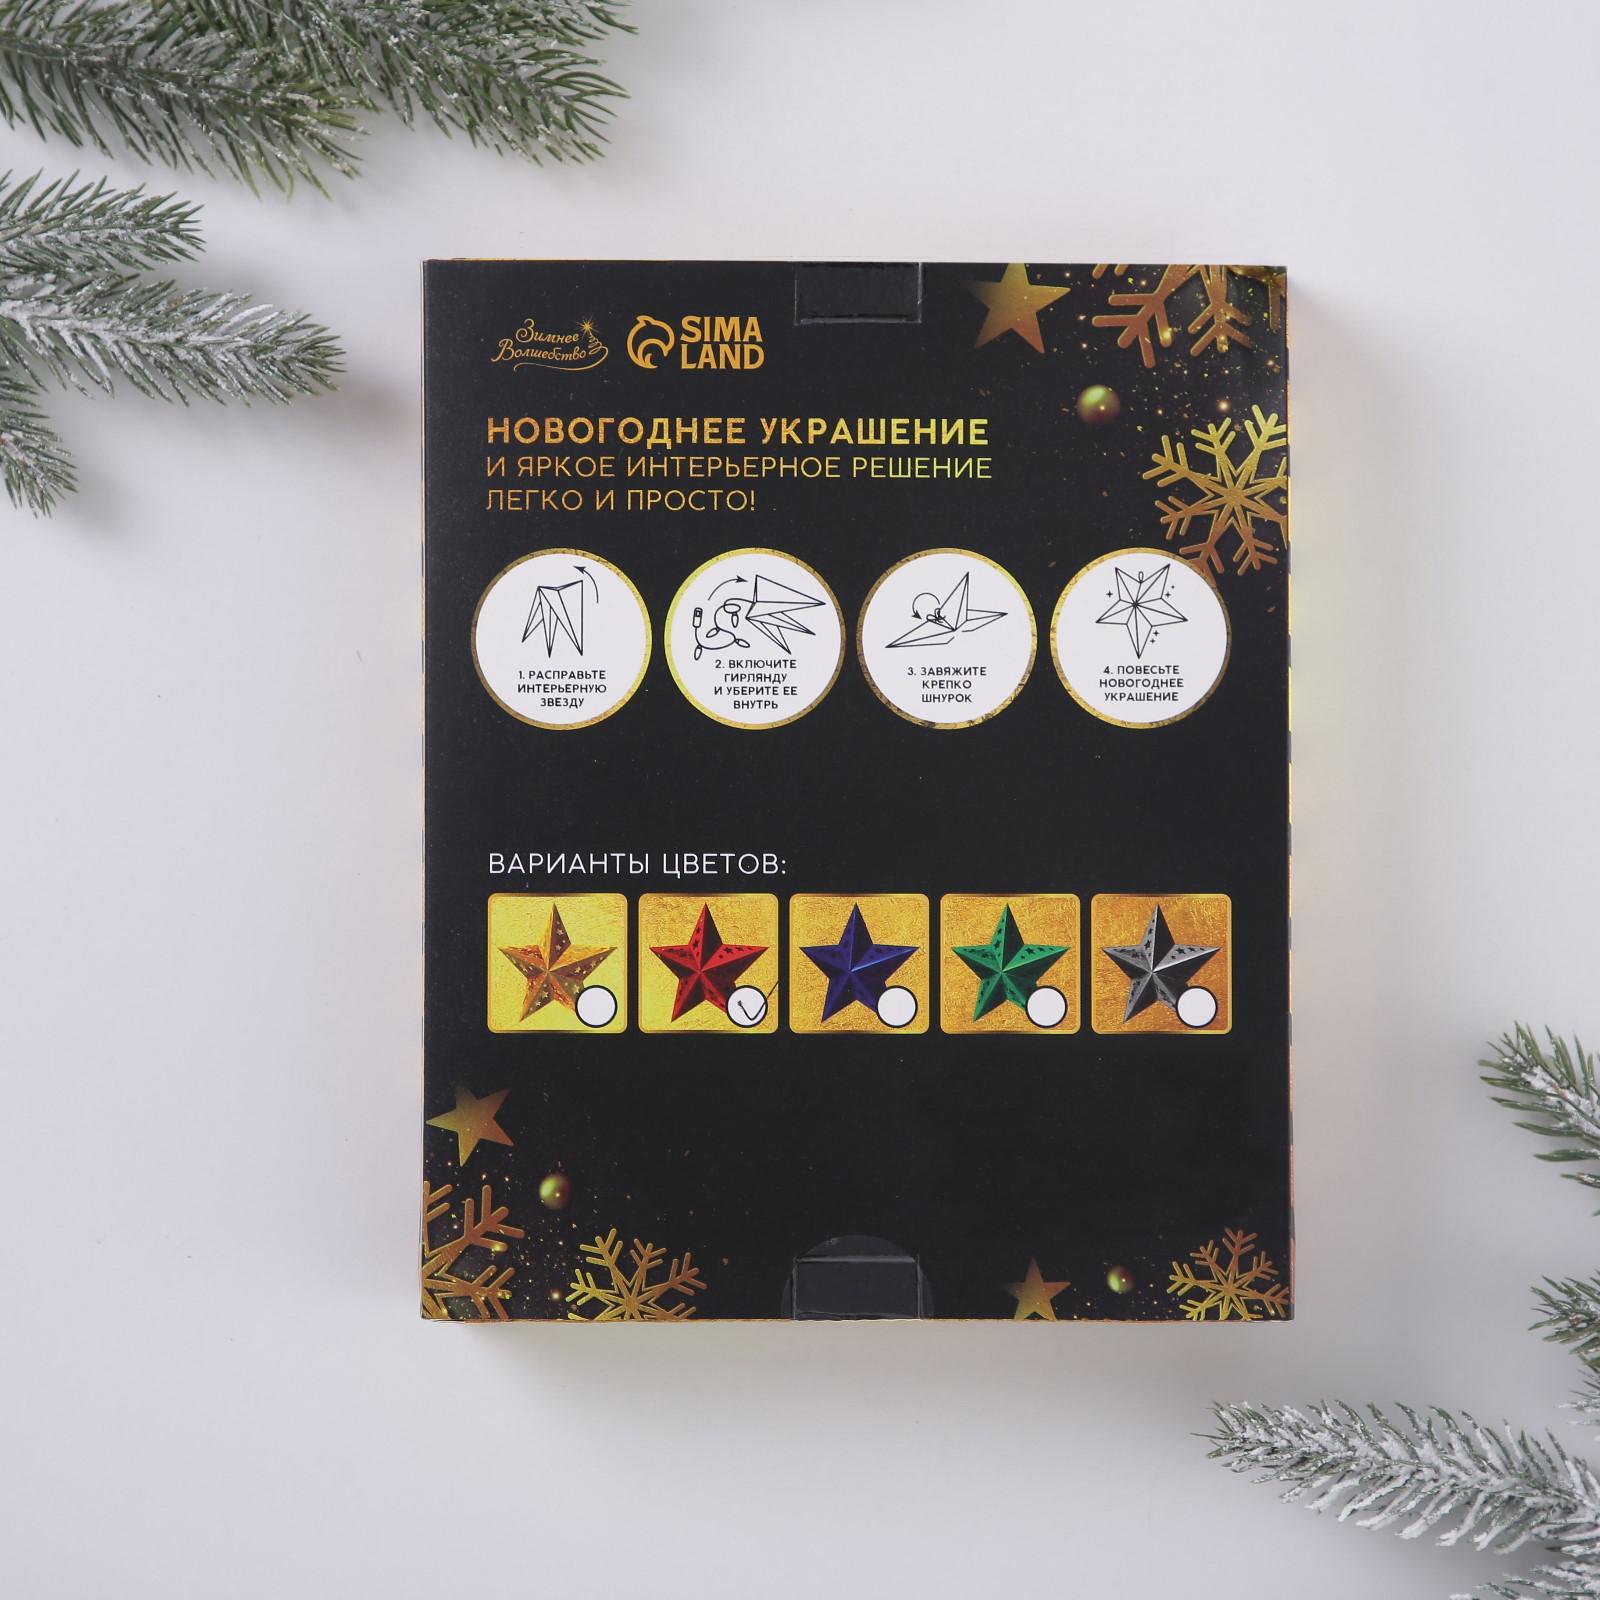 Зимнее
Волшебство
SIMA
LAND
НОВОГОДНЕЕ УКРАШЕНИЕ
И ЯРКОЕ ИНТЕРЬЕРНОЕ РЕШЕНИЕ
ЛЕГКО И ПРОСТО!
1. РАСПРАВЬТЕ
ИНТЕРЬЕРНУЮ
ЗВЕЗДУ
2. ВКЛЮЧИТЕ
ГИРЛЯНДУ
И УБЕРИТЕ ЕЕ
ВНУТРЬ
3. ЗАВЯЖИТЕ
КРЕПКО
ШНУРОК
4. ПОВЕСЬТЕ
НОВОГОДНЕЕ
УКРАШЕНИЕ
ВАРИАНТЫ ЦВЕТОВ: